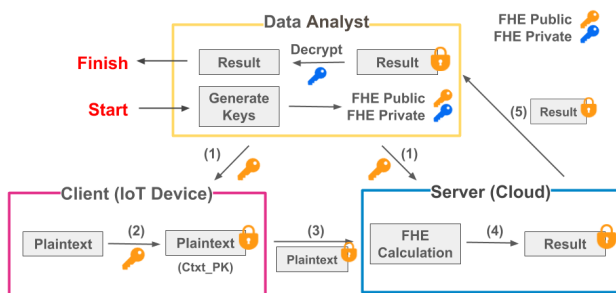 Data Analyst
FHE Public
FHE Private
Finish
Result
Decrypt
Result
Start
Generate
Keys
FHE Public
FHE Private
(5)
Result
(1)
(1)
Client (IoT Device)
Server (Cloud)
Plaintext
(2)
Plaintext
(Ctxt_PK)
(3)
Plaintext
FHE
Calculation
(4)
Result